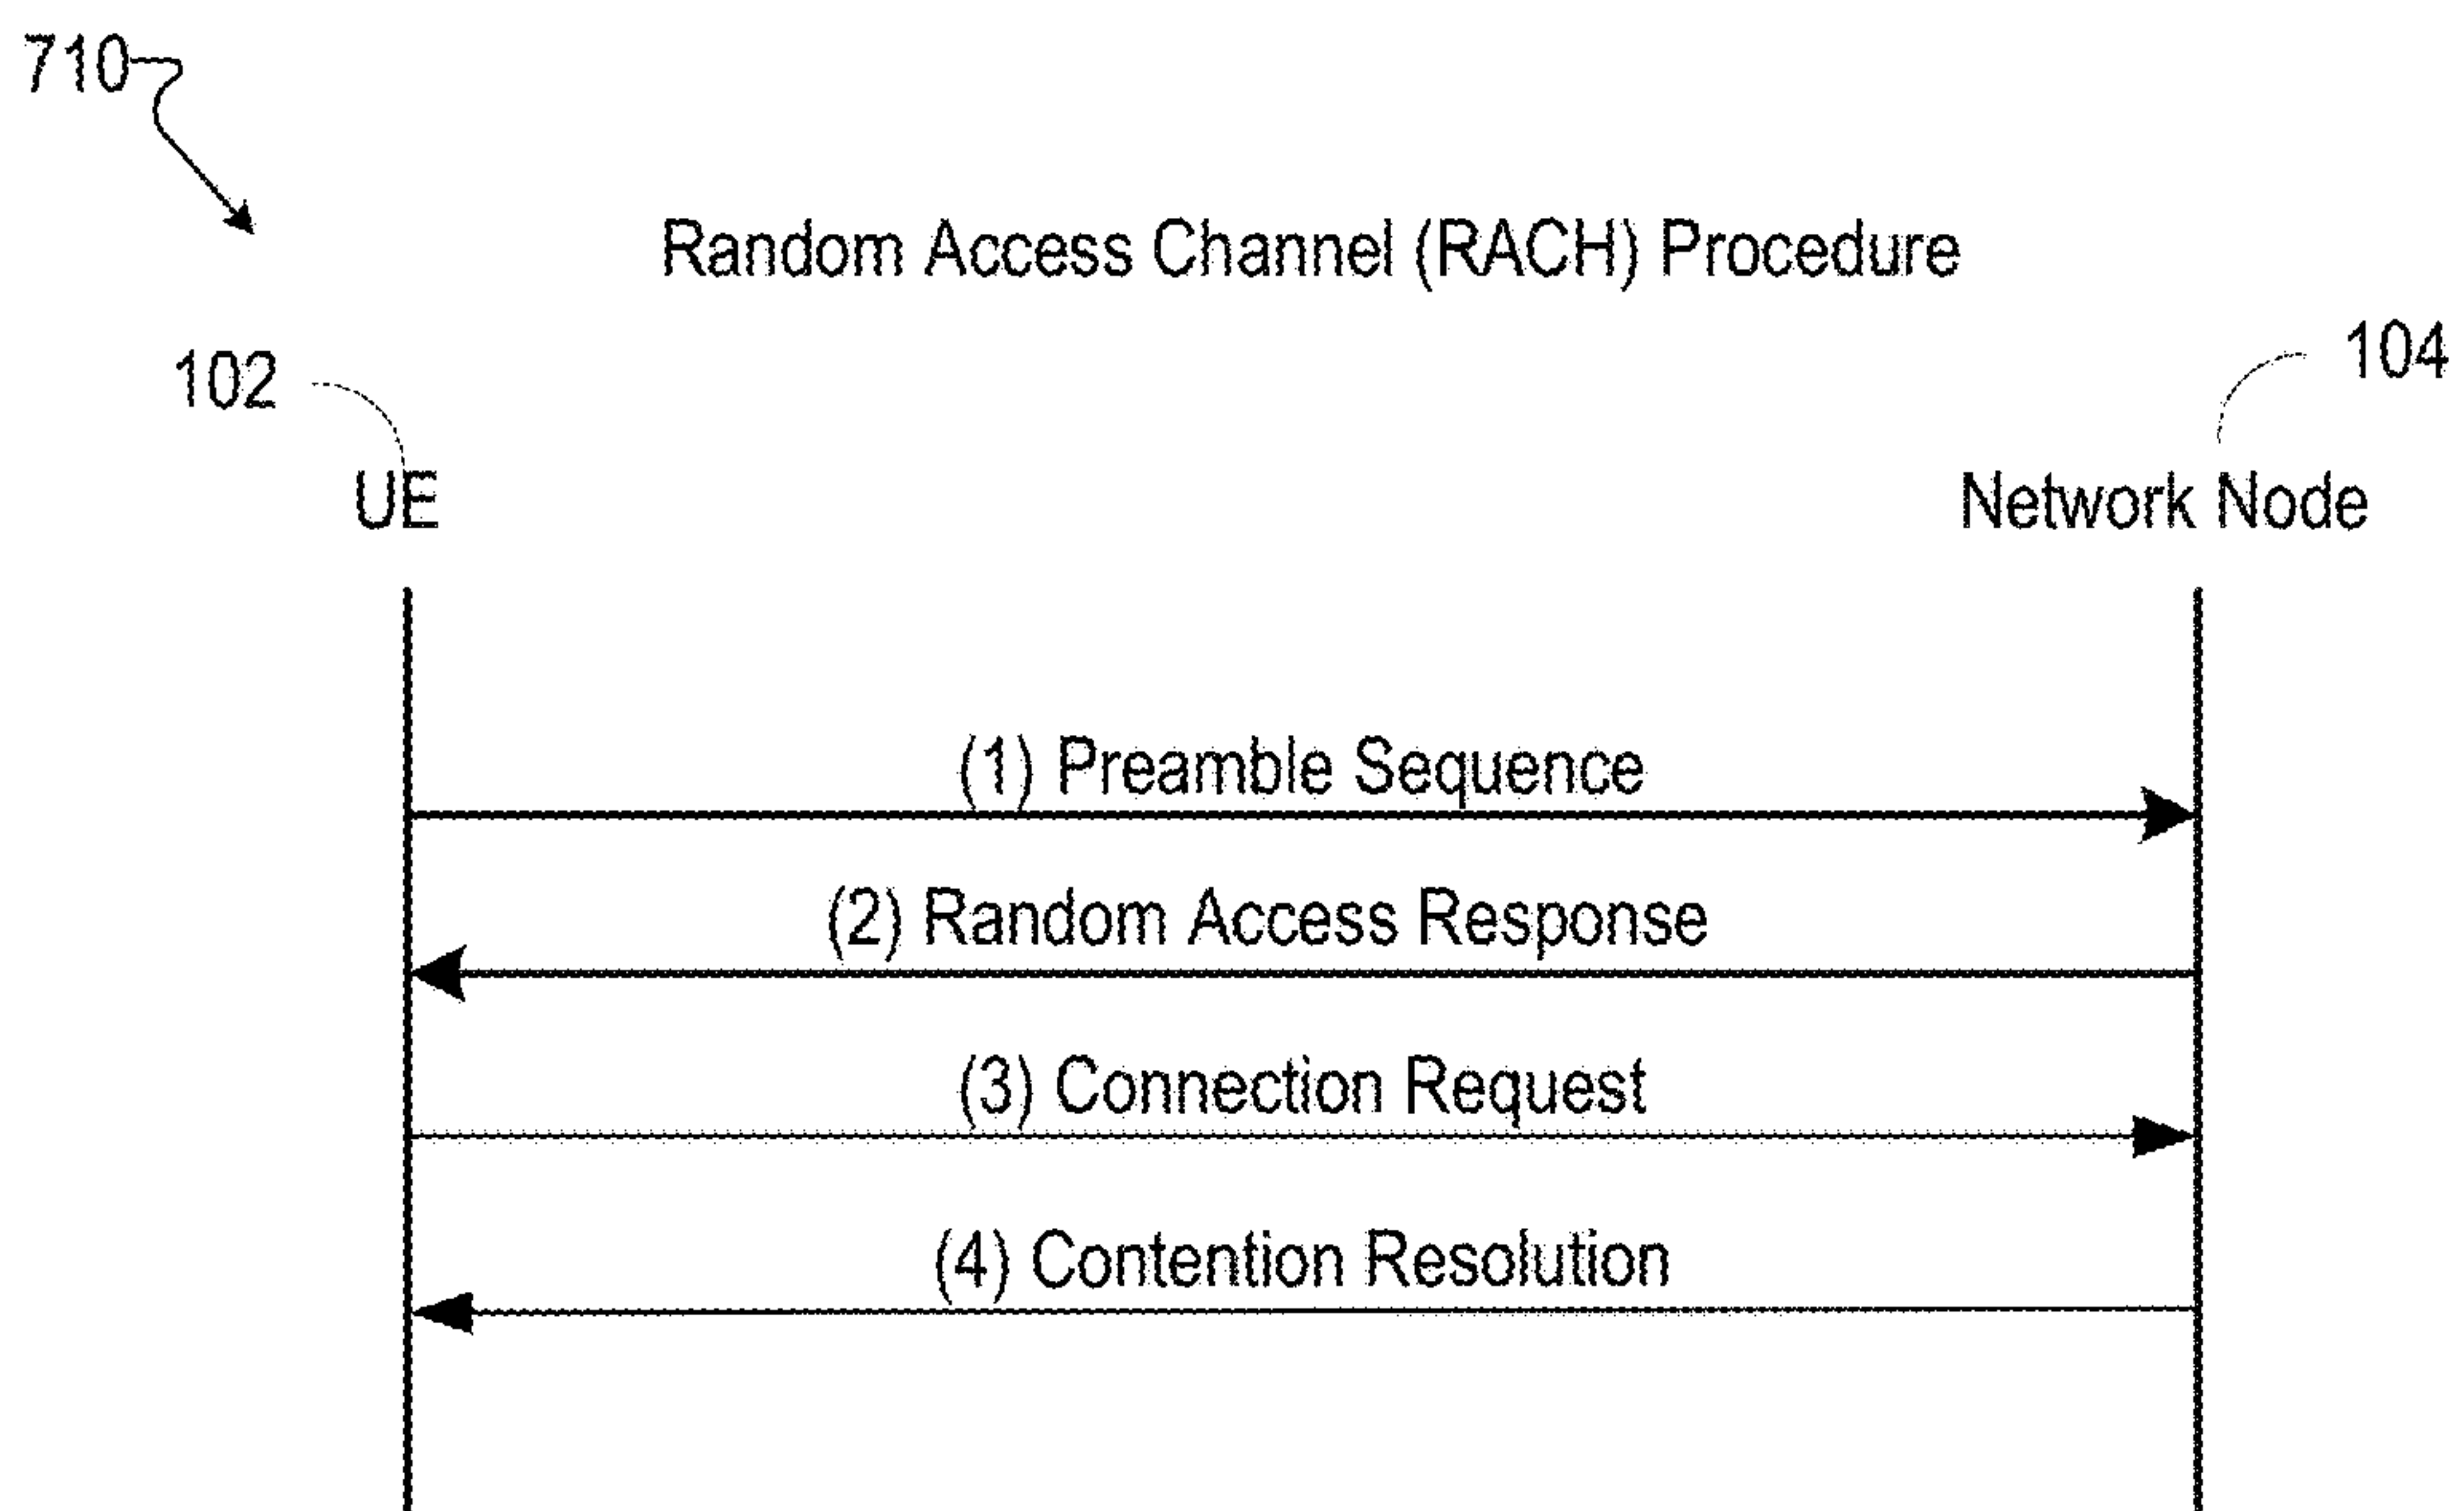 710
Random Access Channel (RACH) Procedure
102
104
UE
Network Node
(1) Preamble Sequence
(2) Random Access Response
(3) Connection Request
(4) Contention Resolution